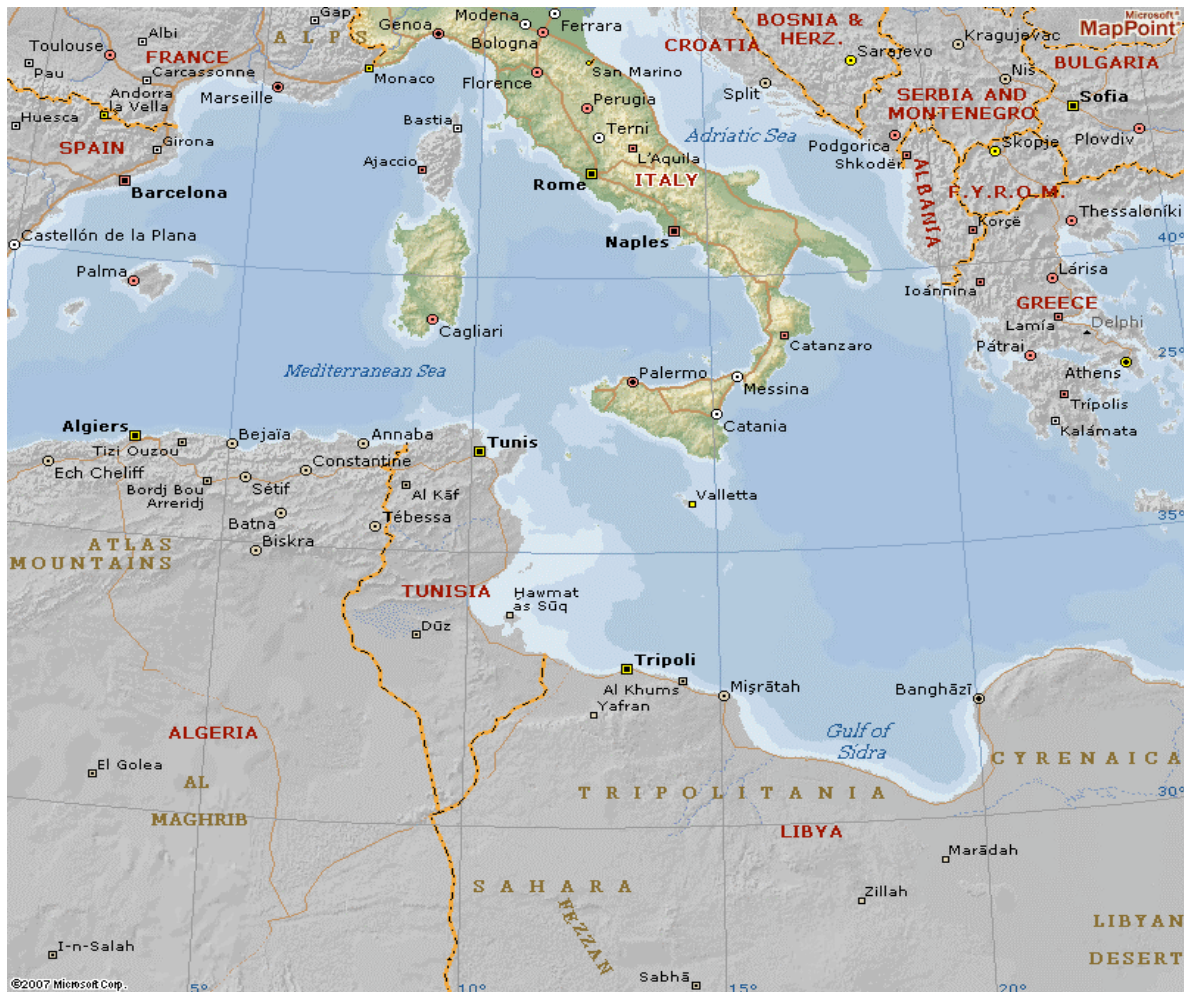 Microsoft®
MapPoint®
Gap
Albi
Toulouse
FRANCE
ALPS
Genoa
Modena
Ferrara
Bologna
BOSNIA &
HERZ.
CROATIA
Sarajevo
Kragujevac
BULGARIA
Pau
Carcassonne
Monaco
San Marino
Florence
Niš
Andorra
la Vella
Marseille
Split
SERBIA AND
MONTENEGRO
Sofia
Huesca
Perugia
Bastia
Terni
Adriatic Sea
Plovdiv
SPAIN
Girona
Podgorica
Skopje
Ajaccio
L'Aquila
Shkodër
Barcelona
Rome
ITALY
ALBANIA
F.Y.R.O.M.
Korçë
Thessaloníki
Castellón de la Plana
Naples
40°
Palma
Lárisa
Ioánnina
GREECE
Cagliari
Lamía
Delphi
Catanzaro
Pátrai
25°
Mediterranean Sea
Palermo
Athens
Messina
Trípolis
Catania
Kalámata
Algiers
Bejaïa
Annaba
Tunis
Tizi Ouzou
Constantine
Ech Cheliff
Bordj Bou
Arreridj
Sétif
Al Kāf
Valletta
Batna
Tébessa
35°
Biskra
ATLAS
MOUNTAINS
TUNISIA
Ḩawmat
as Sūq
Dūz
Tripoli
Al Khums
Mişrātah
Banghāzī
Yafran
ALGERIA
Gulf of
Sidra
CYRENAICA
El Golea
AL
MAGHRIB
TRIPOLITANIA
30°
LIBYA
Marādah
SAHARA
Zillah
FEZZAN
LIBYAN
DESERT
I-n-Salah
Sabhā
©2007 Microsoft Corp.
5°
10°
15°
20°